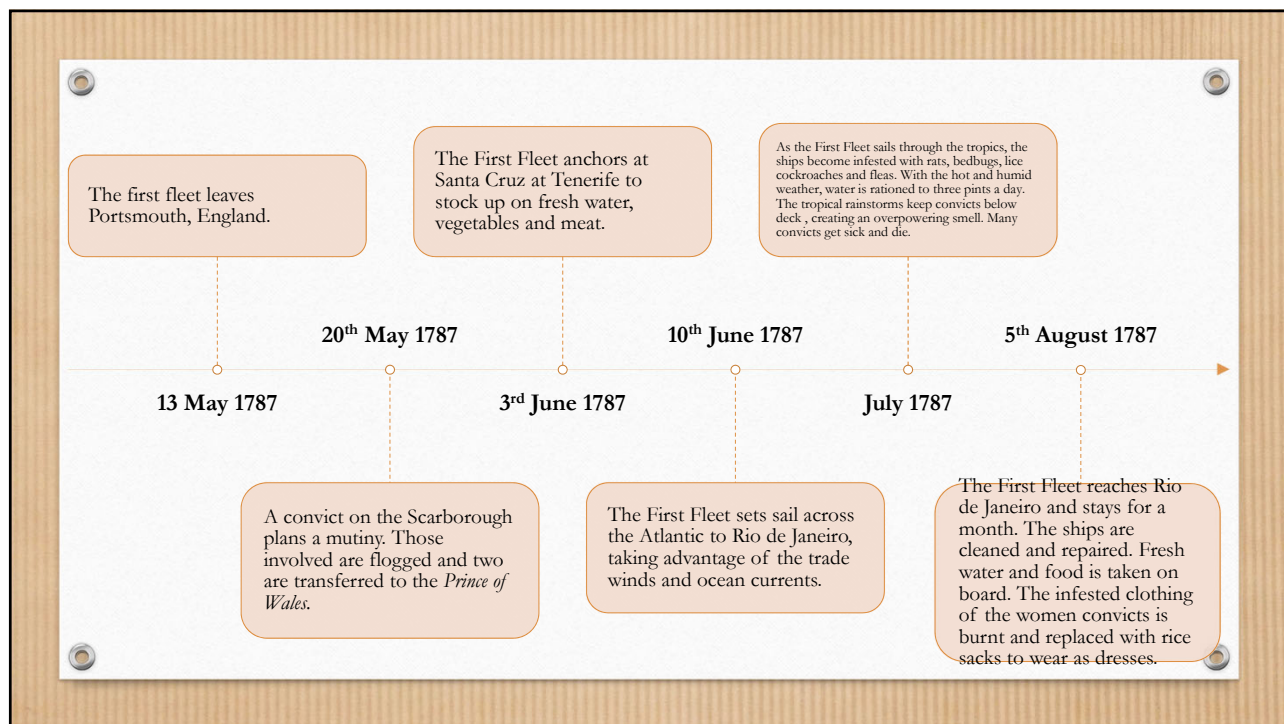 The first fleet leaves
Portsmouth, England.
13 May 1787
20th May 1787
A convict on the Scarborough
plans a mutiny. Those
involved are flogged and two
are transferred to the Prince of
Wales.
The First Fleet anchors at
Santa Cruz at Tenerife to
stock up on fresh water,
vegetables and meat.
3rd June 1787
10th June 1787
The First Fleet sets sail across
the Atlantic to Rio de Janeiro,
taking advantage of the trade
winds and ocean currents.
As the First Fleet sails through the tropics, the
ships become infested with rats, bedbugs, lice
cockroaches and fleas. With the hot and humid
weather, water is rationed to three pints a day.
The tropical rainstorms keep convicts below
deck , creating an overpowering smell. Many
convicts get sick and die.
July 1787
5th August 1787
The First Fleet reaches Rio
de Janeiro and stays for a
month. The ships are
cleaned and repaired. Fresh
water and food is taken on
board. The infested clothing
of the women convicts is
burnt and replaced with rice
sacks to wear as dresses.